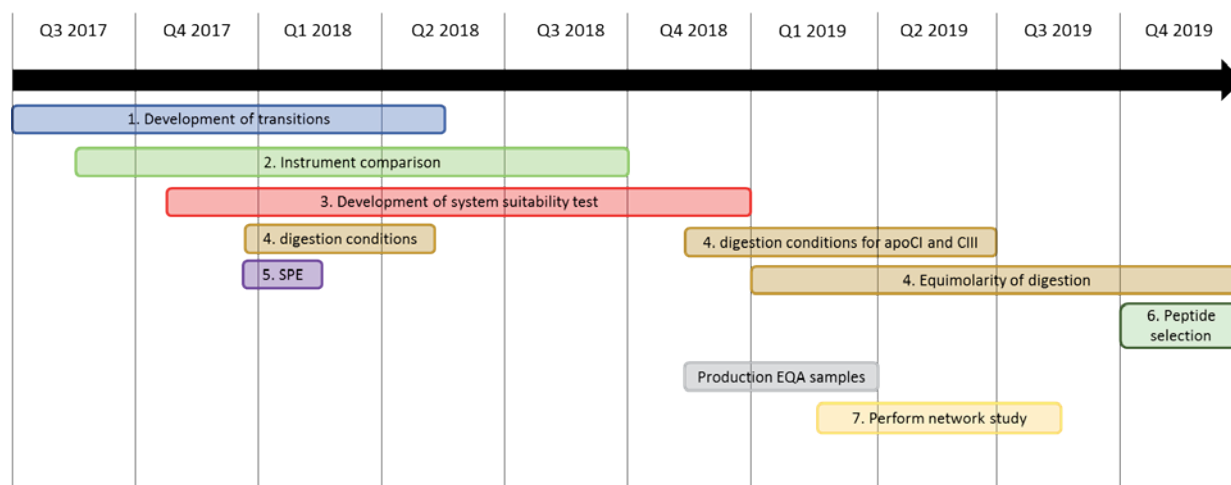 Q3 2017 Q4 2017 Q1 2018 Q2 2018 Q3 2018 Q4 2018 Q1 2019 Q2 2019 Q3 2019 Q4 2019
1. Development of transitions
2. Instrument comparison
3. Development of system suitability test
4. digestion conditions 4. digestion conditions for apoCI and CIII
5. SPE 4. Equimolarity of digestion
6. Peptide
selection
Production EQA samples
7. Perform network study